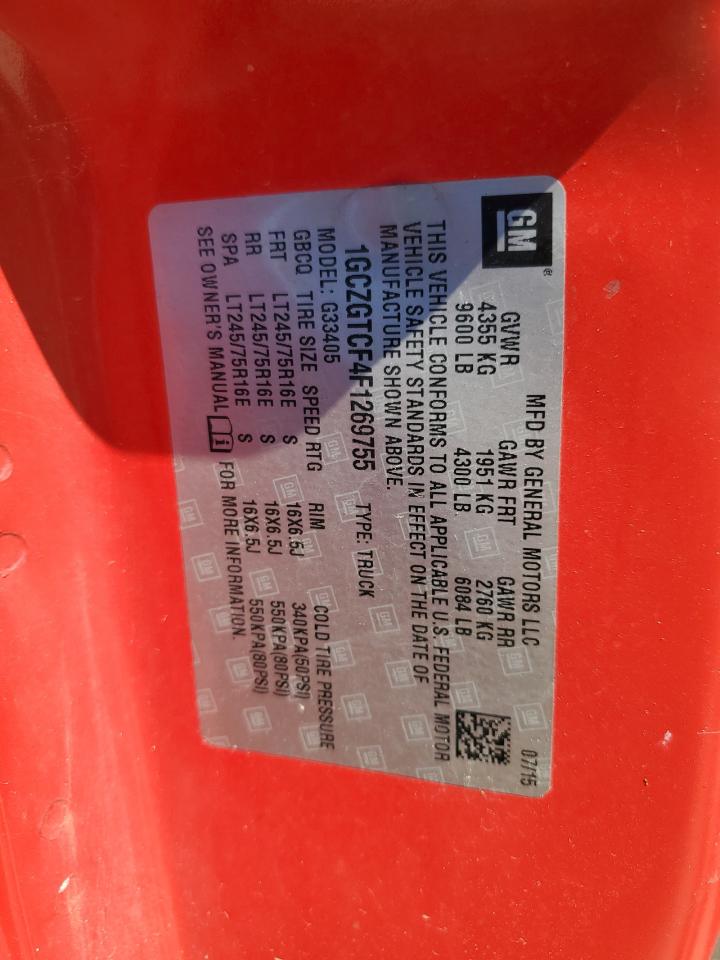 GM®
MFD BY GENERAL MOTORS LLC 07/15
GVWR GAWR FRT GAWR RR
4355 KG 1951 KG 2760 KG
9600 LB 4300 LB. 6084 LB
THIS VEHICLE CONFORMS TO ALL APPLICABLE U.S. FEDERAL MOTOR
VEHICLE SAFETY STANDARDS IN EFFECT ON THE DATE OF
MANUFACTURE SHOWN ABOVE.
1GCZGTCF4F1269755 TYPE: TRUCK
MODEL: G33405
GBCQ TIRE SIZE SPEED RTG RIM COLD TIRE PRESSURE
FRT LT245/75R16E S 16X6.5J 340KPA(50PSI)
RR LT245/75R16E S 16X6.5J 550KPA(80PSI)
SPA LT245/75R16E S 16X6.5J 550KPA(80PSI)
SEE OWNER'S MANUAL FOR MORE INFORMATION.